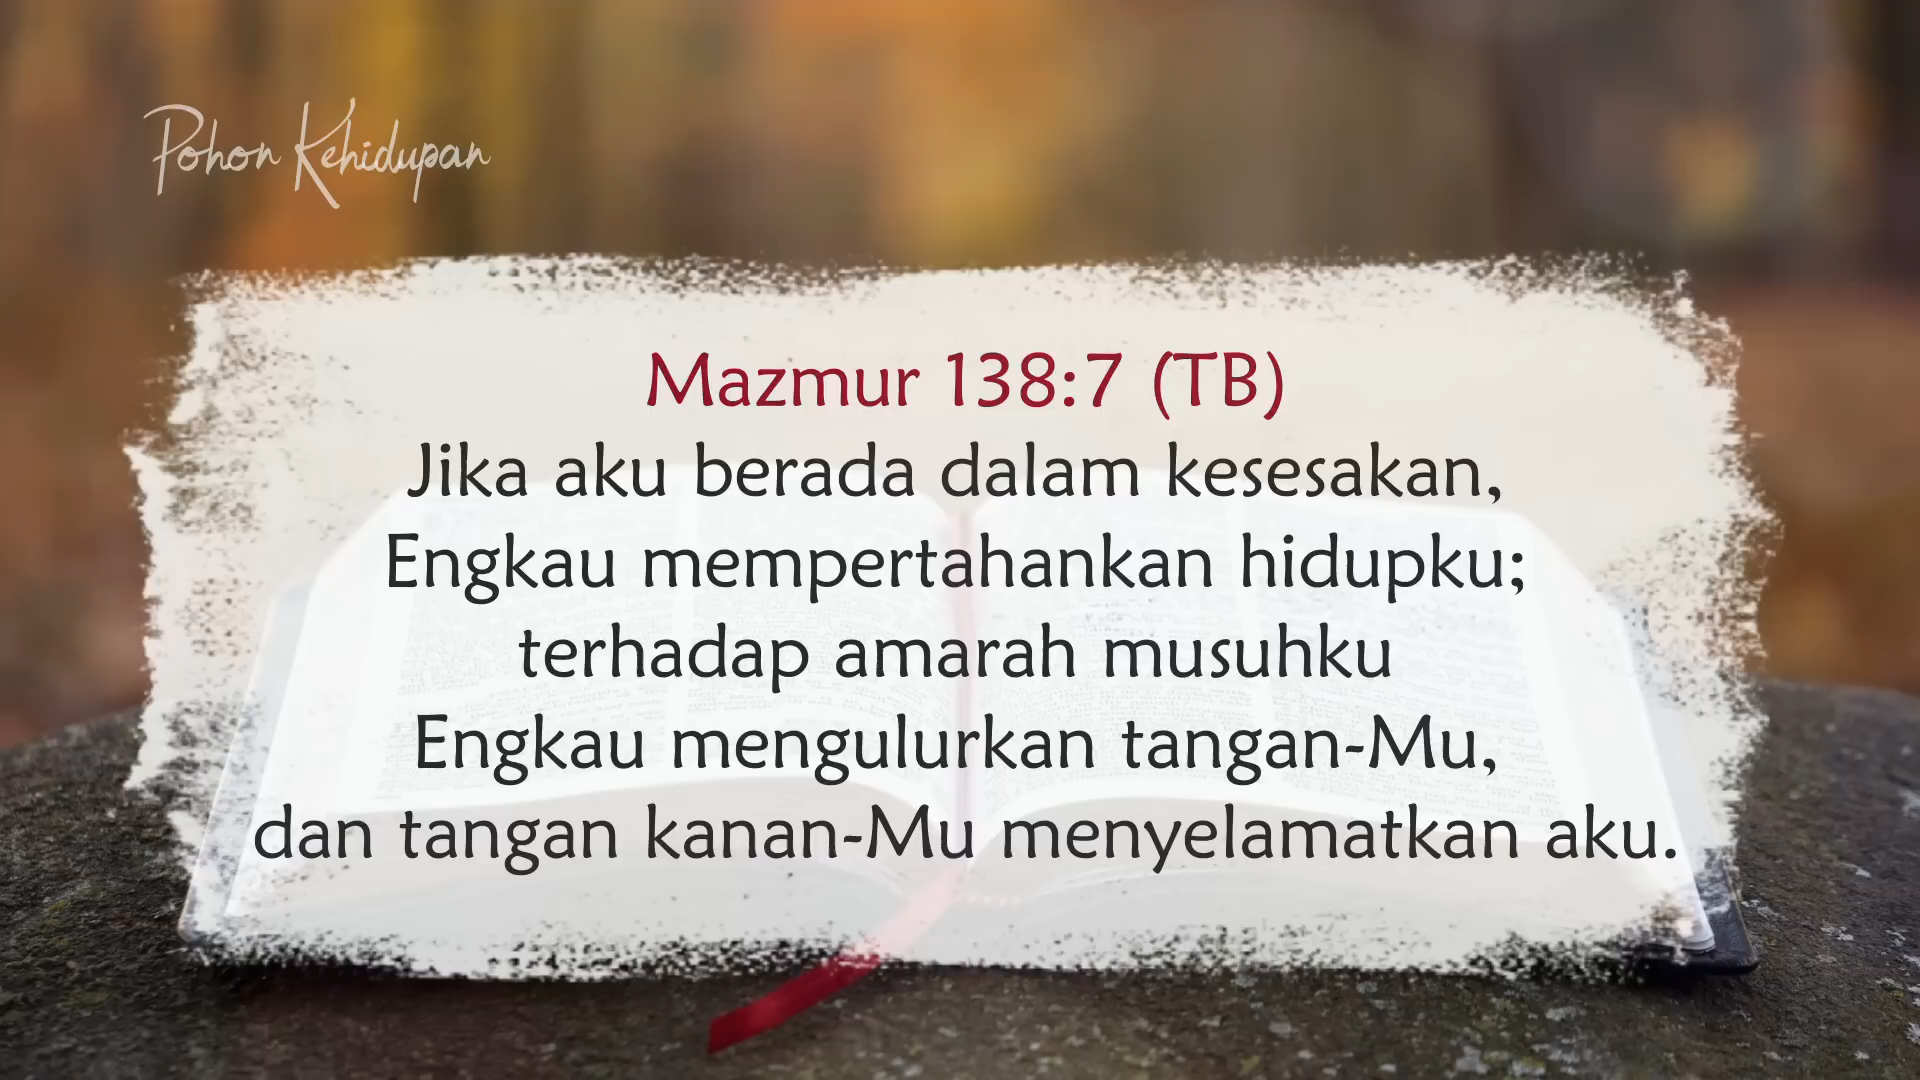 Pohon Kehidupan
Mazmur 138:7 (TB)
Jika aku berada dalam kesesakan,
Engkau mempertahankan hidupku;
terhadap amarah musuhku
Engkau mengulurkan tangan-Mu,
dan tangan kanan-Mu menyelamatkan aku.